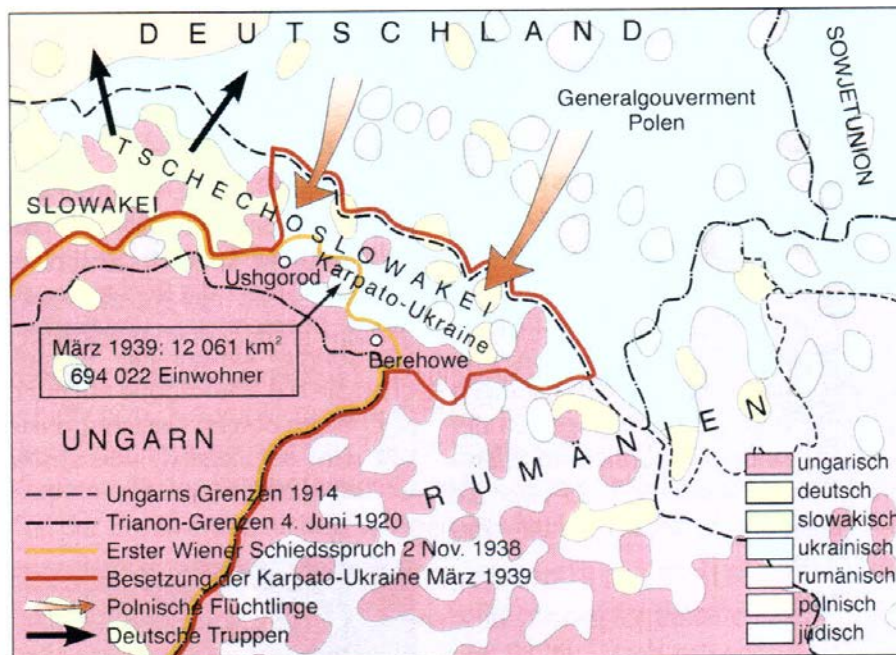 DEUTSCHLAND
SOWJETUNION
Generalgouverment
Polen
TSCHECHOSLOWAKEI
SLOWAKEI
Ushgorod
Karpato-Ukraine
März 1939: 12 061 km²
694 022 Einwohner
Berehowe
UNGARN
RUMÄNIEN
Ungarns Grenzen 1914
Trianon-Grenzen 4. Juni 1920
Erster Wiener Schiedsspruch 2 Nov. 1938
Besetzung der Karpato-Ukraine März 1939
Polnische Flüchtlinge
Deutsche Truppen
ungarisch
deutsch
slowakisch
ukrainisch
rumänisch
polnisch
jüdisch